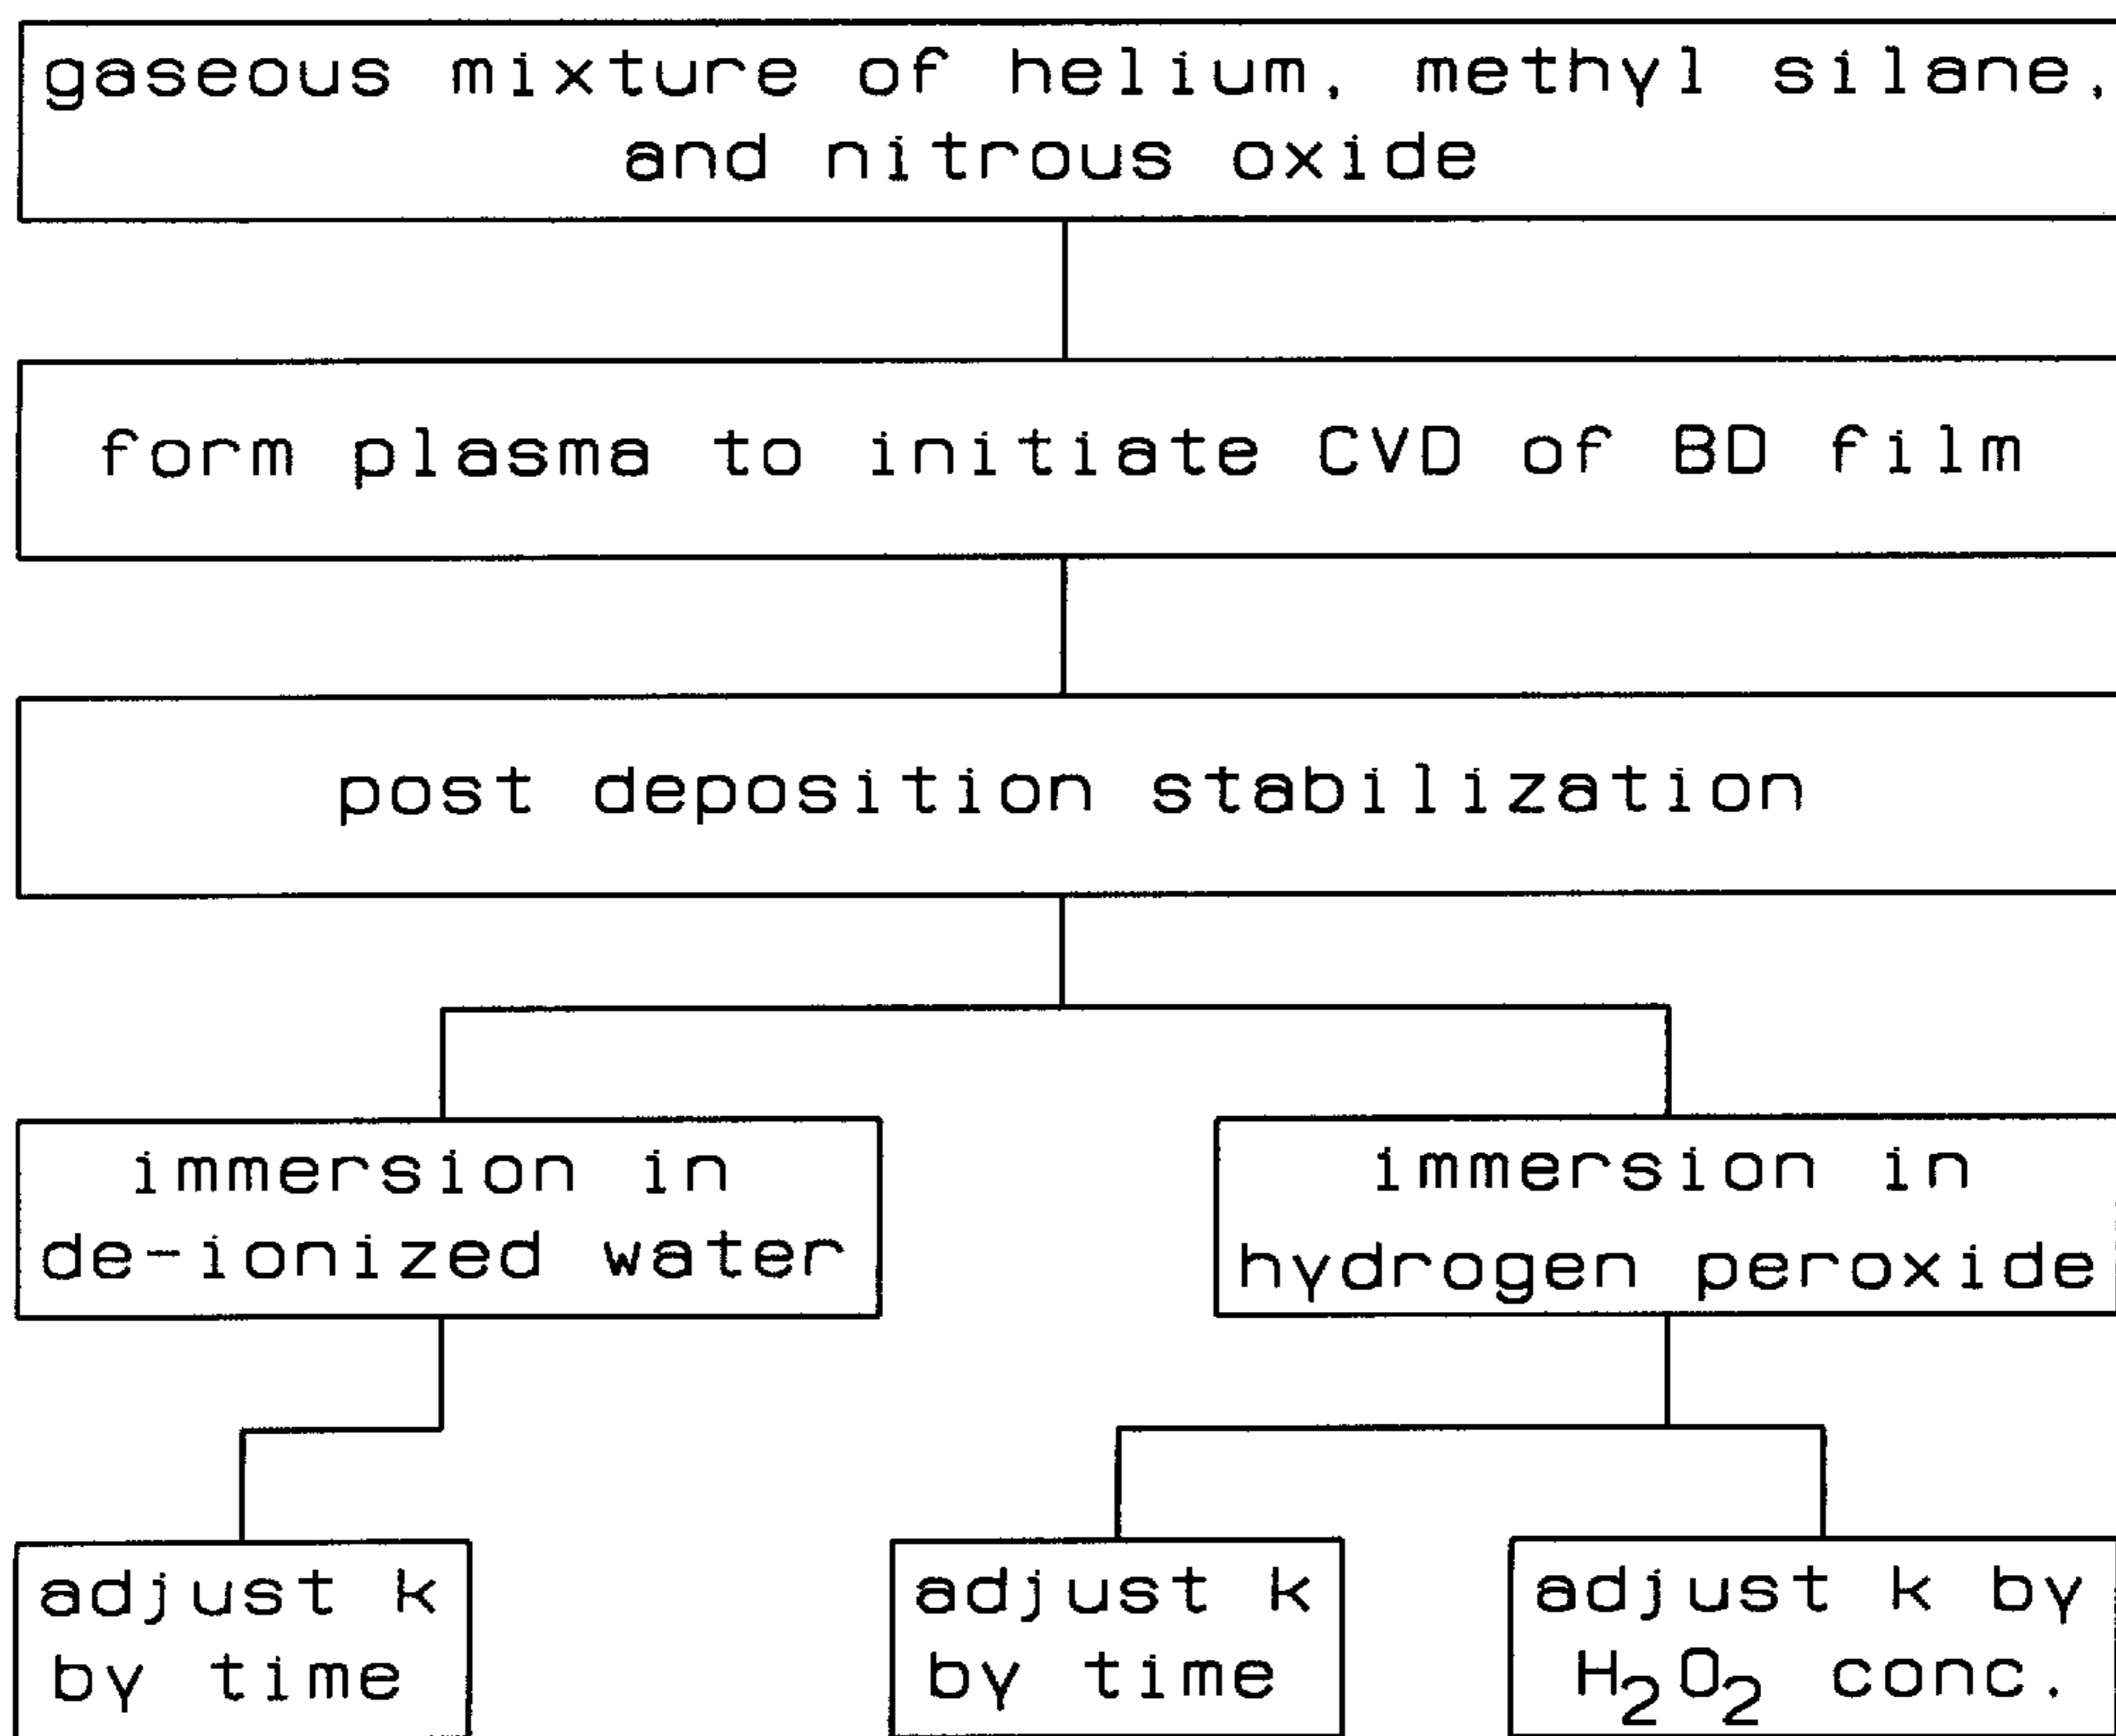 gaseous mixture of helium, methyl silane,
and nitrous oxide
form plasma to initiate CVD of BD film
post deposition stabilization
immersion in
de-ionized water
immersion in
hydrogen peroxide
adjust k
by time
adjust k
by time
adjust k by
H₂O₂ conc.